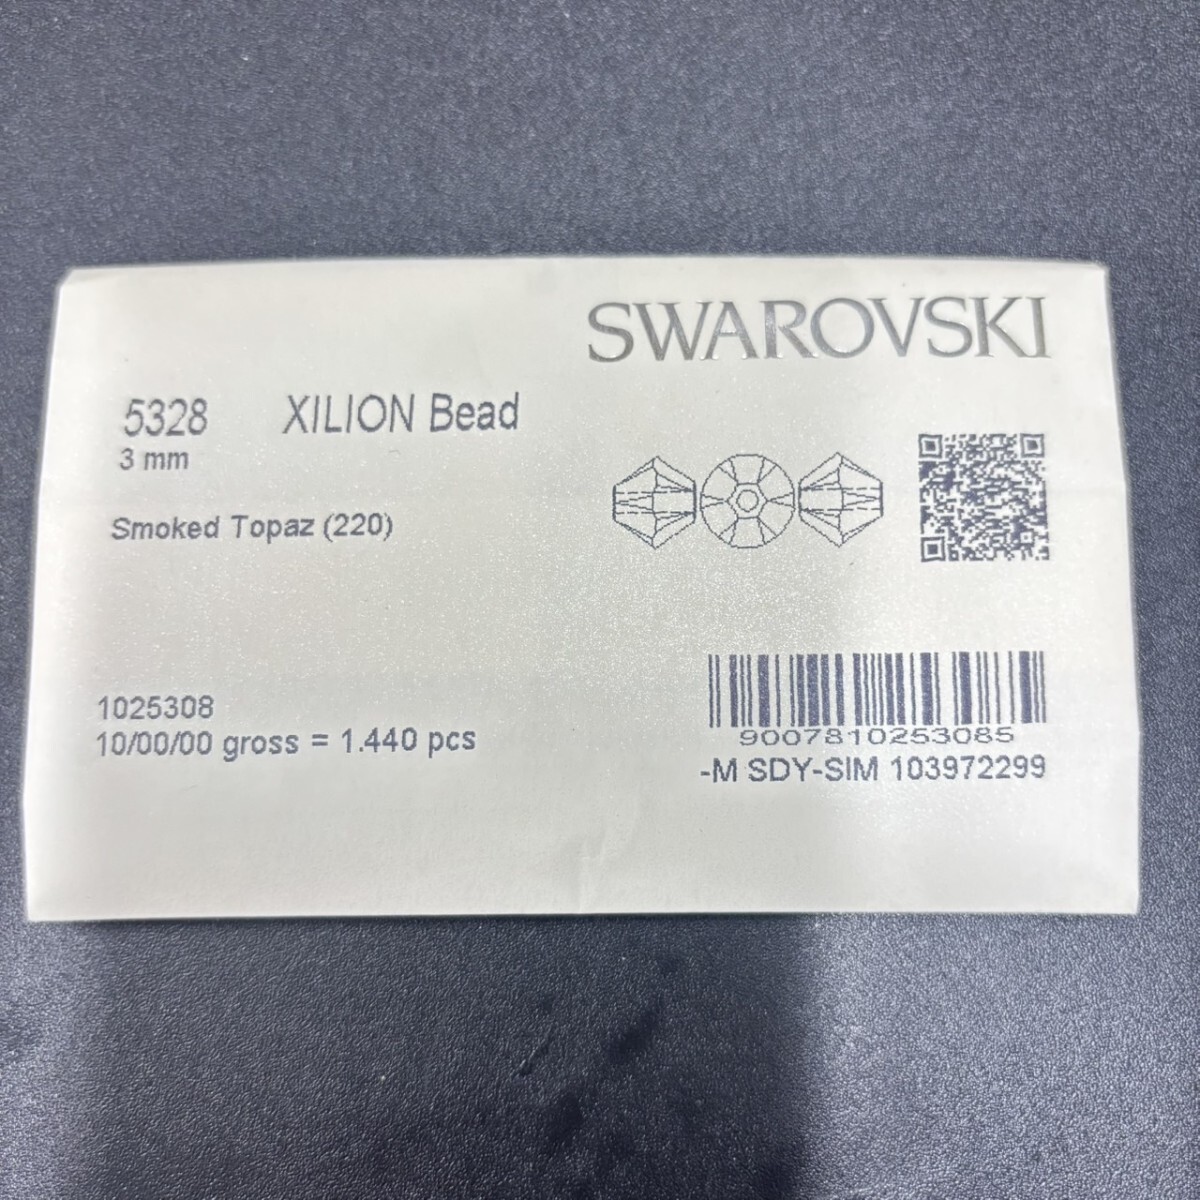 SWAROVSKI
5328 XILION Bead
3 mm
Smoked Topaz (220)
1025308
10/00/00 gross = 1.440 pcs
9007810253085
-M SDY-SIM 103972299